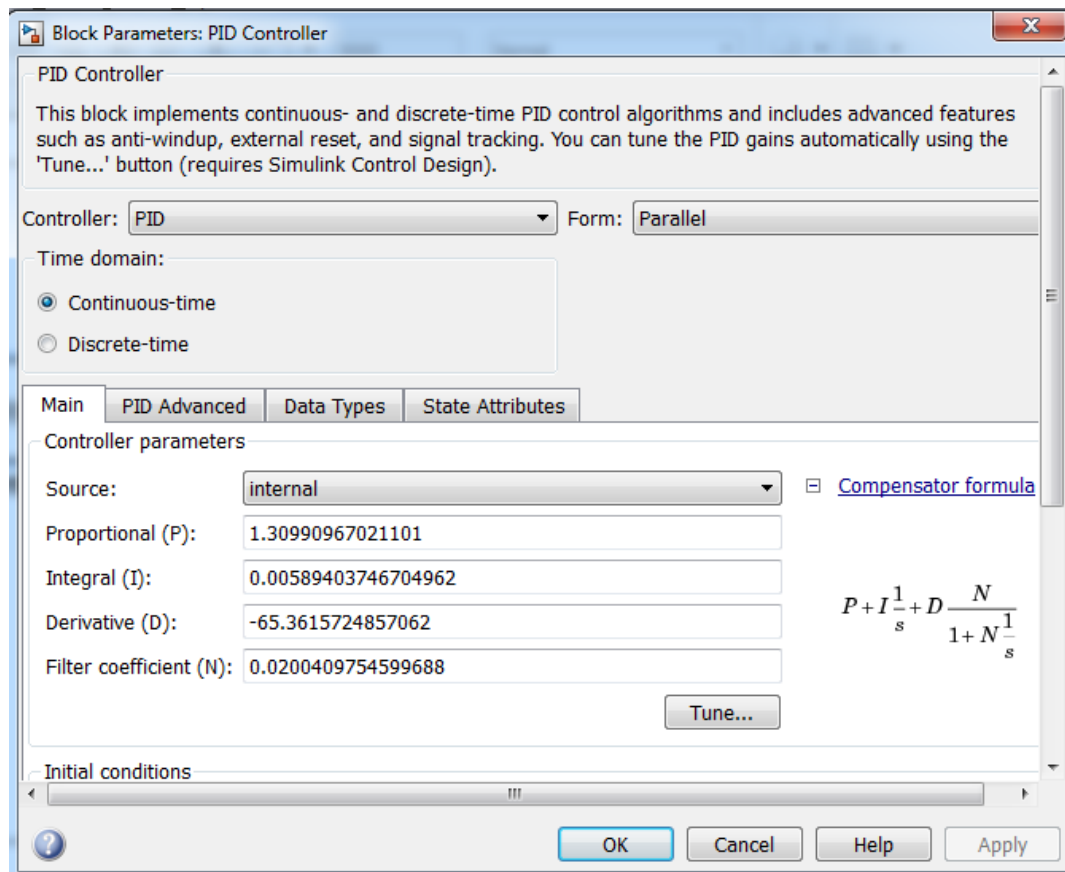 Block Parameters: PID Controller
PID Controller
This block implements continuous- and discrete-time PID control algorithms and includes advanced features
such as anti-windup, external reset, and signal tracking. You can tune the PID gains automatically using the
'Tune...' button (requires Simulink Control Design).
Controller: PID Form: Parallel
Time domain:
Continuous-time
Discrete-time
Main PID Advanced Data Types State Attributes
Controller parameters
Source: internal Compensator formula
Proportional (P): 1.30990967021101
Integral (I): 0.00589403746704962
Derivative (D): -65.3615724857062
Filter coefficient (N): 0.0200409754599688
P + I 1/s + D N/(1 + N 1/s)
Tune...
Initial conditions
OK Cancel Help Apply